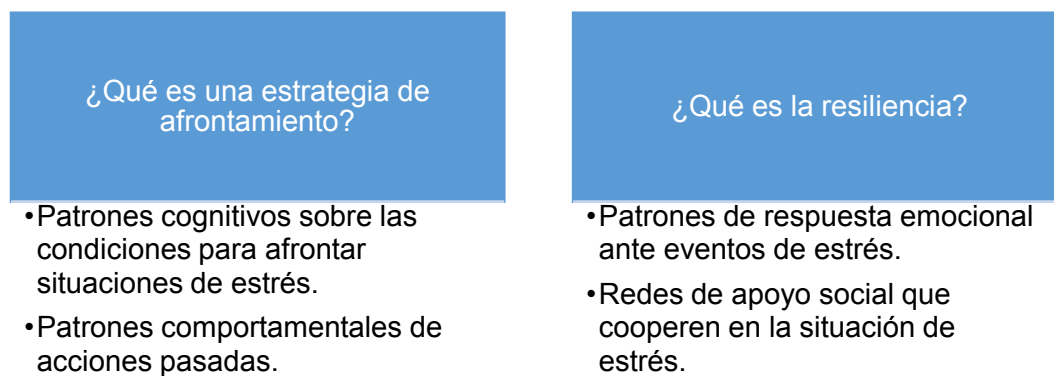 ¿Qué es una estrategia de
afrontamiento?
•Patrones cognitivos sobre las
condiciones para afrontar
situaciones de estrés.
•Patrones comportamentales de
acciones pasadas.
¿Qué es la resiliencia?
•Patrones de respuesta emocional
ante eventos de estrés.
•Redes de apoyo social que
cooperen en la situación de
estrés.